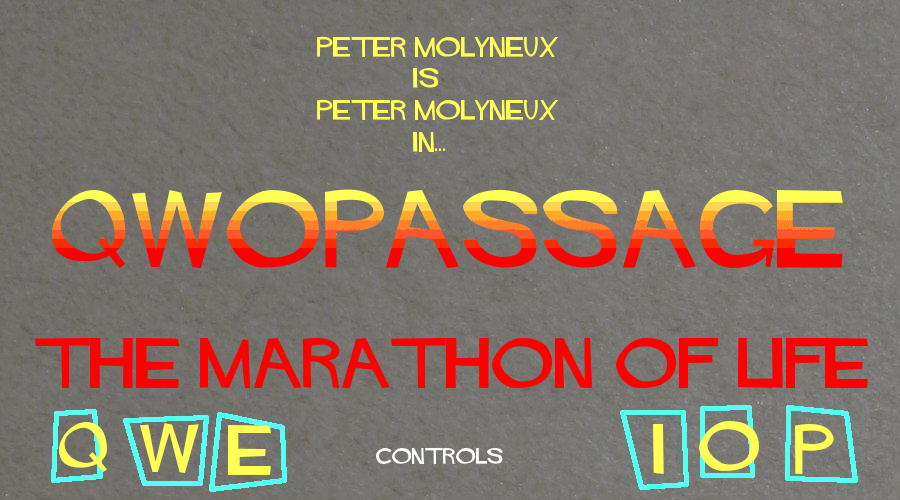 PETER MOLYNEUX
IS
PETER MOLYNEUX
IN...
QWOPASSAGE
THE MARATHON OF LIFE
Q W E CONTROLS I O P